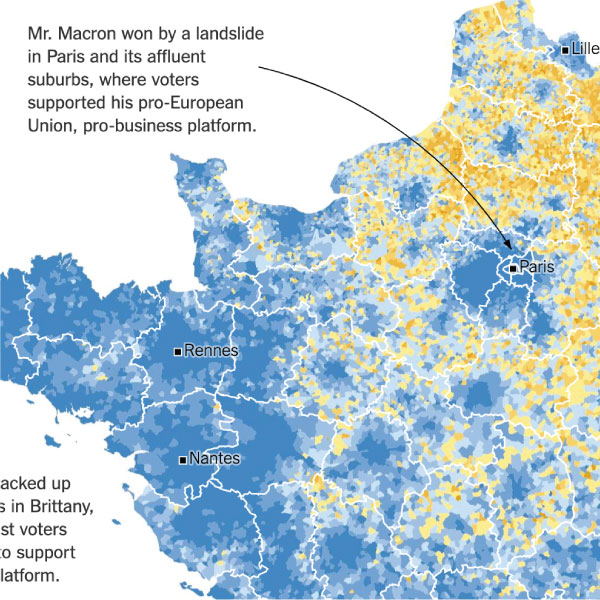 Mr. Macron won by a landslide
in Paris and its affluent
suburbs, where voters
supported his pro-European
Union, pro-business platform.
Lille
Paris
Rennes
Nantes
acked up
s in Brittany,
st voters
to support
latform.